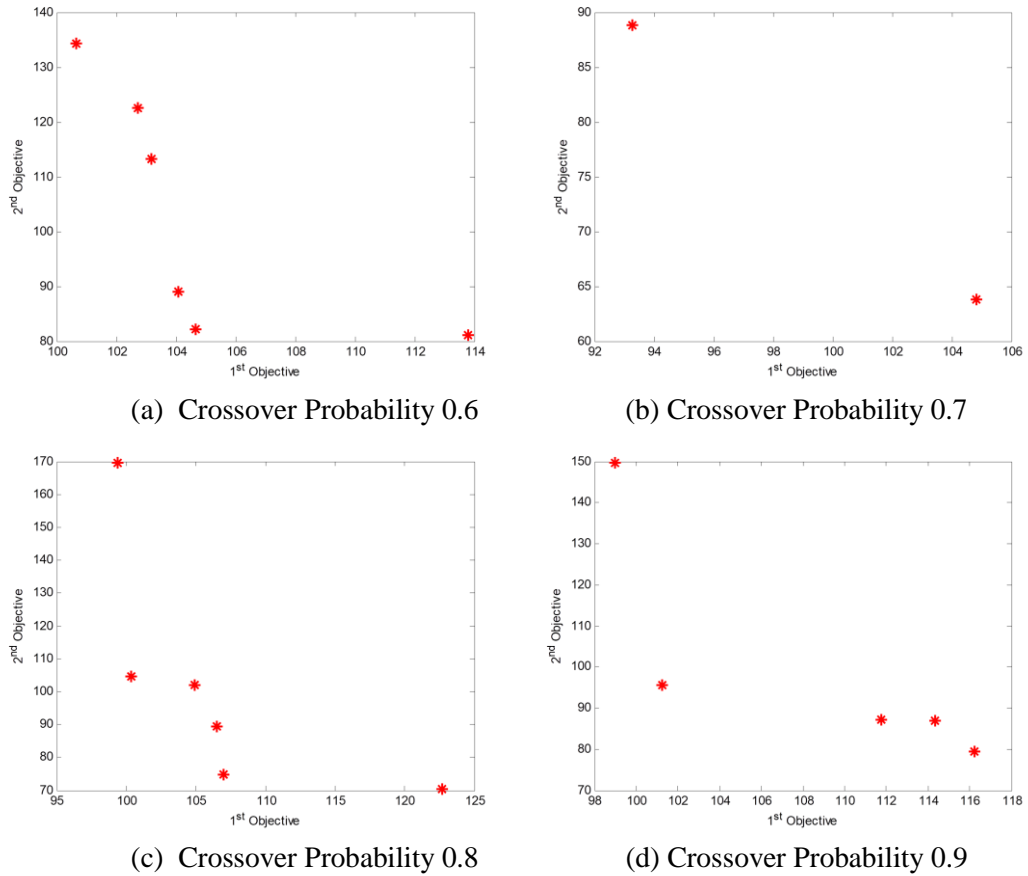 140
130
120
110
100
90
80
2nd Objective
100 102 104 106 108 110 112 114
1st Objective
(a) Crossover Probability 0.6
90
85
80
75
70
65
60
2nd Objective
92 94 96 98 100 102 104 106
1st Objective
(b) Crossover Probability 0.7
170
160
150
140
130
120
110
100
90
80
70
2nd Objective
95 100 105 110 115 120 125
1st Objective
(c) Crossover Probability 0.8
150
140
130
120
110
100
90
80
70
2nd Objective
98 100 102 104 106 108 110 112 114 116 118
1st Objective
(d) Crossover Probability 0.9